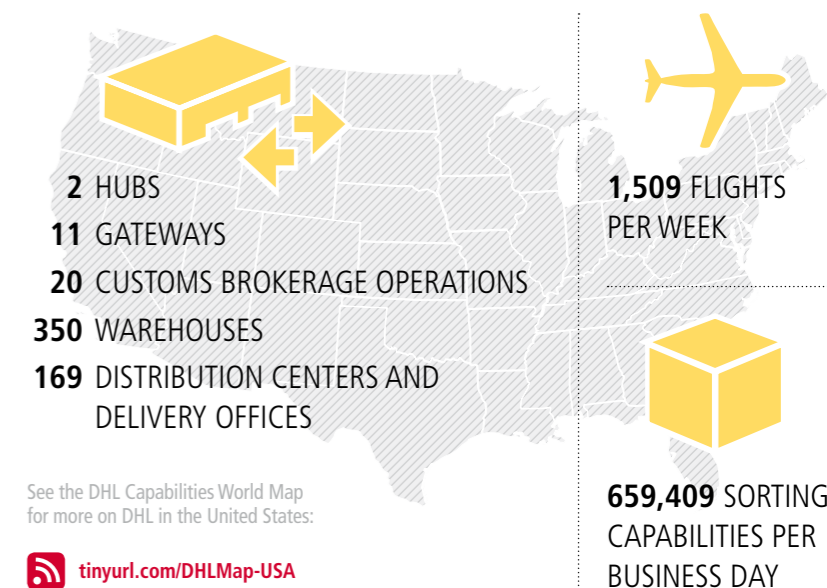 2 HUBS
11 GATEWAYS
20 CUSTOMS BROKERAGE OPERATIONS
350 WAREHOUSES
169 DISTRIBUTION CENTERS AND
DELIVERY OFFICES
See the DHL Capabilities World Map
for more on DHL in the United States:
tinyurl.com/DHLMap-USA
1,509 FLIGHTS
PER WEEK
659,409 SORTING
CAPABILITIES PER
BUSINESS DAY